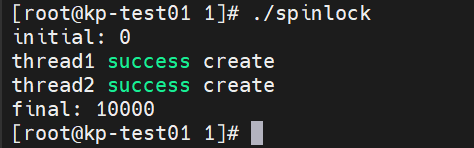 [root@kp-test01 1]# ./spinlock
initial: 0
thread1 success create
thread2 success create
final: 10000
[root@kp-test01 1]#